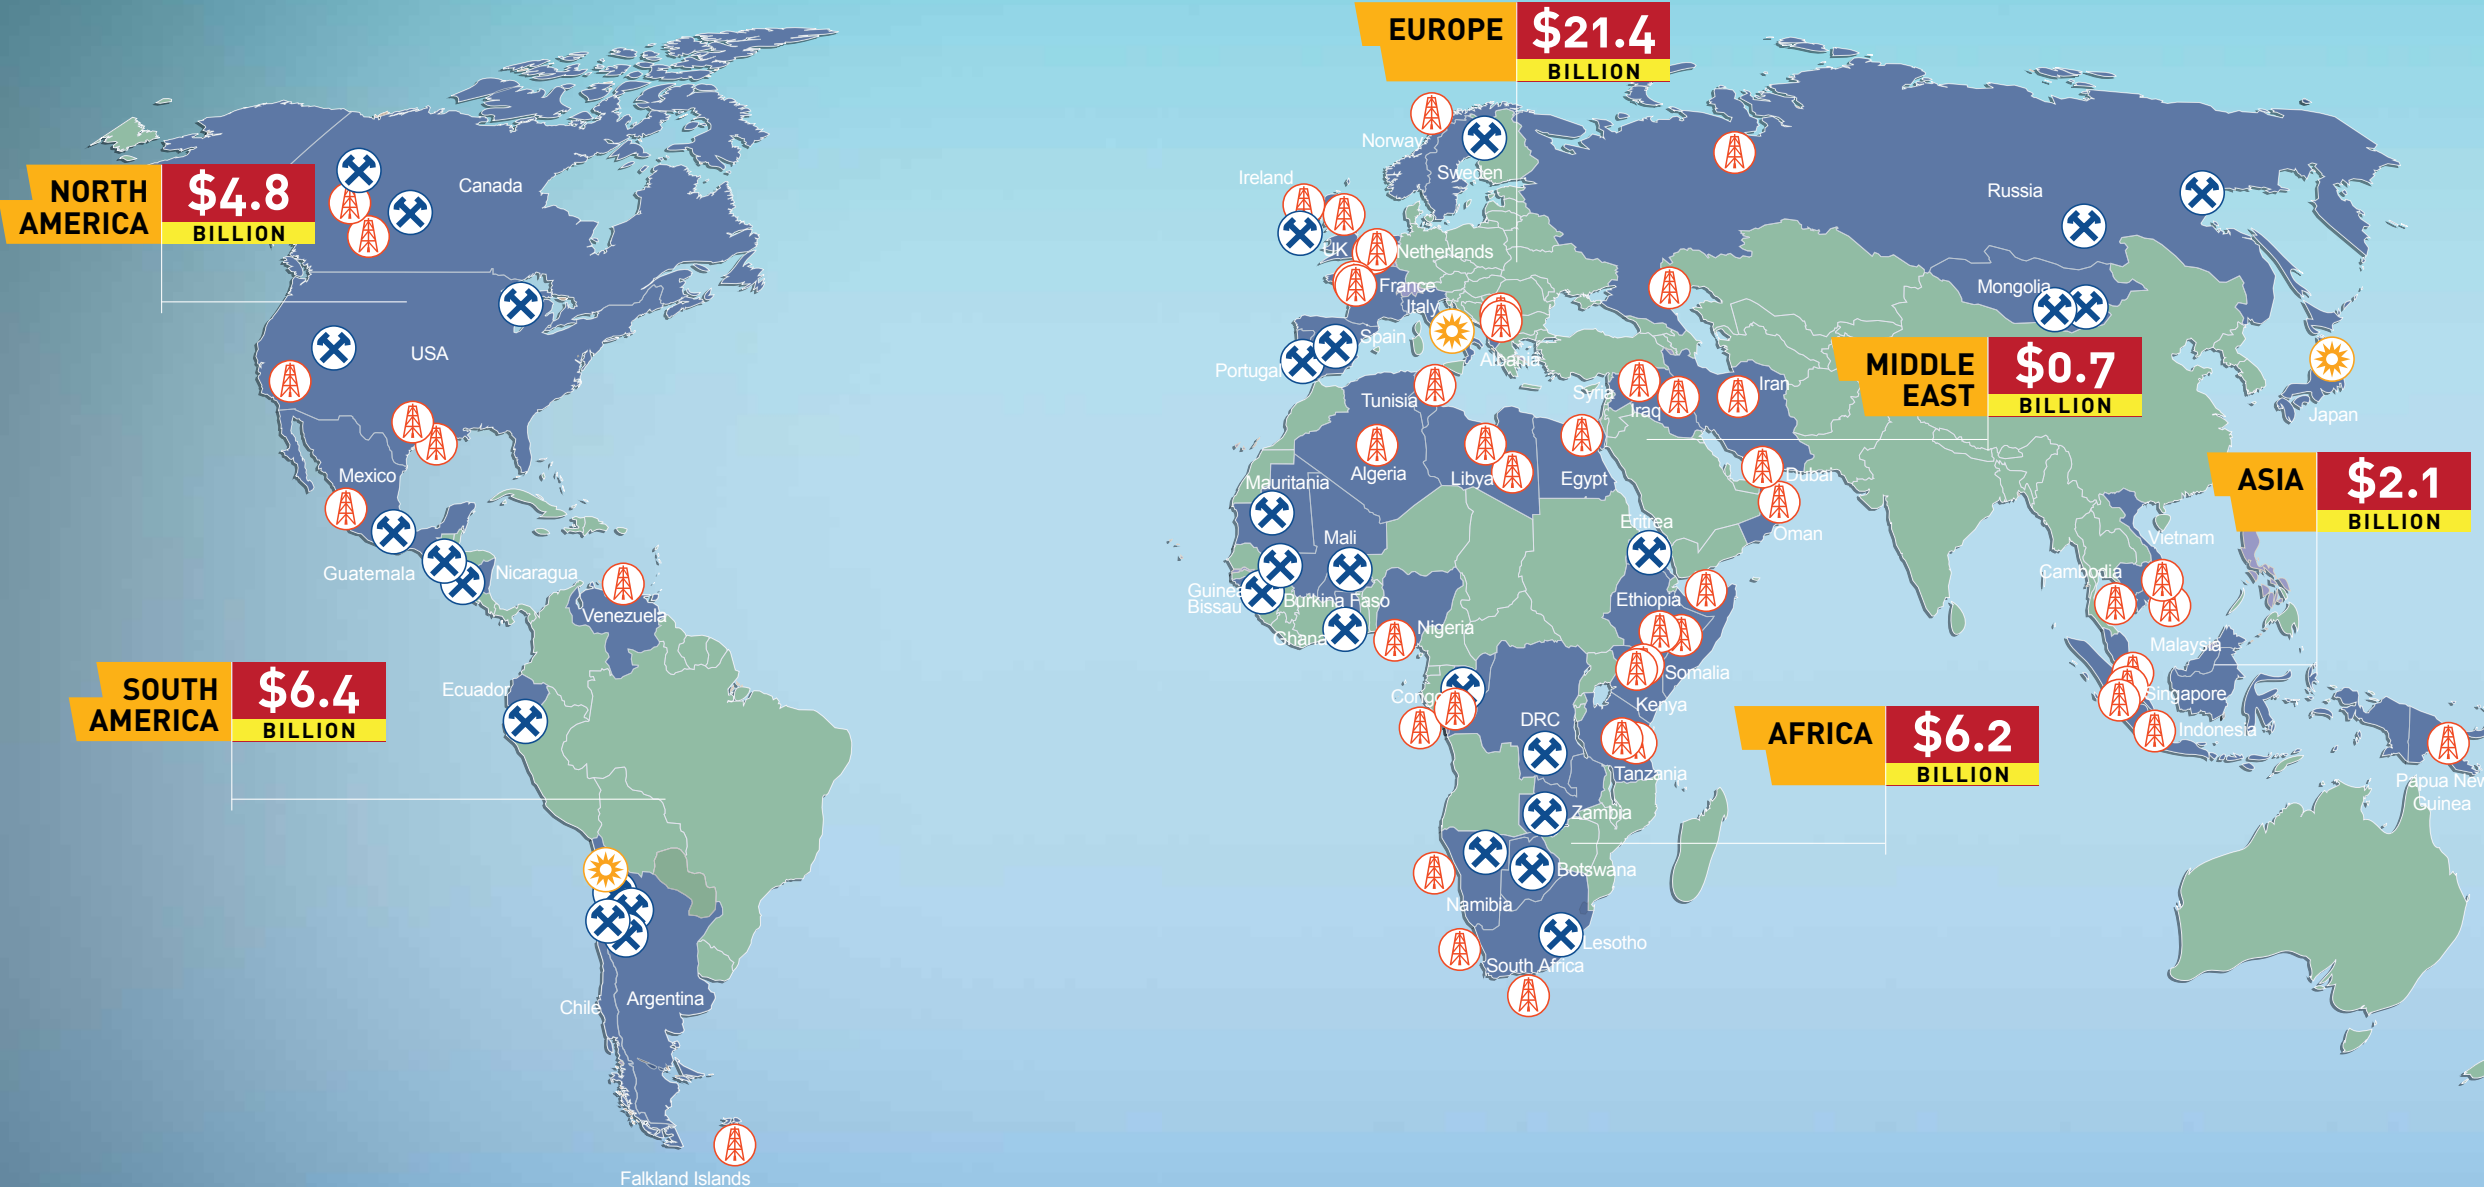 EUROPE
$21.4
BILLION
NORTH
AMERICA
$4.8
BILLION
Canada
USA
Mexico
Guatemala
Nicaragua
Venezuela
SOUTH
AMERICA
$6.4
BILLION
Ecuador
Chile
Argentina
Falkland Islands
Norway
Sweden
Ireland
UK
Netherlands
France
Italy
Spain
Portugal
Albania
Russia
Mongolia
Japan
MIDDLE
EAST
$0.7
BILLION
Syria
Iraq
Iran
Dubai
Oman
Tunisia
Algeria
Libya
Egypt
Mauritania
Mali
Guinea
Bissau
Burkina Faso
Ghana
Nigeria
Eritrea
Ethiopia
Somalia
Kenya
Congo
DRC
Tanzania
Zambia
Botswana
Namibia
Lesotho
South Africa
AFRICA
$6.2
BILLION
ASIA
$2.1
BILLION
Vietnam
Cambodia
Malaysia
Singapore
Indonesia
Papua New
Guinea